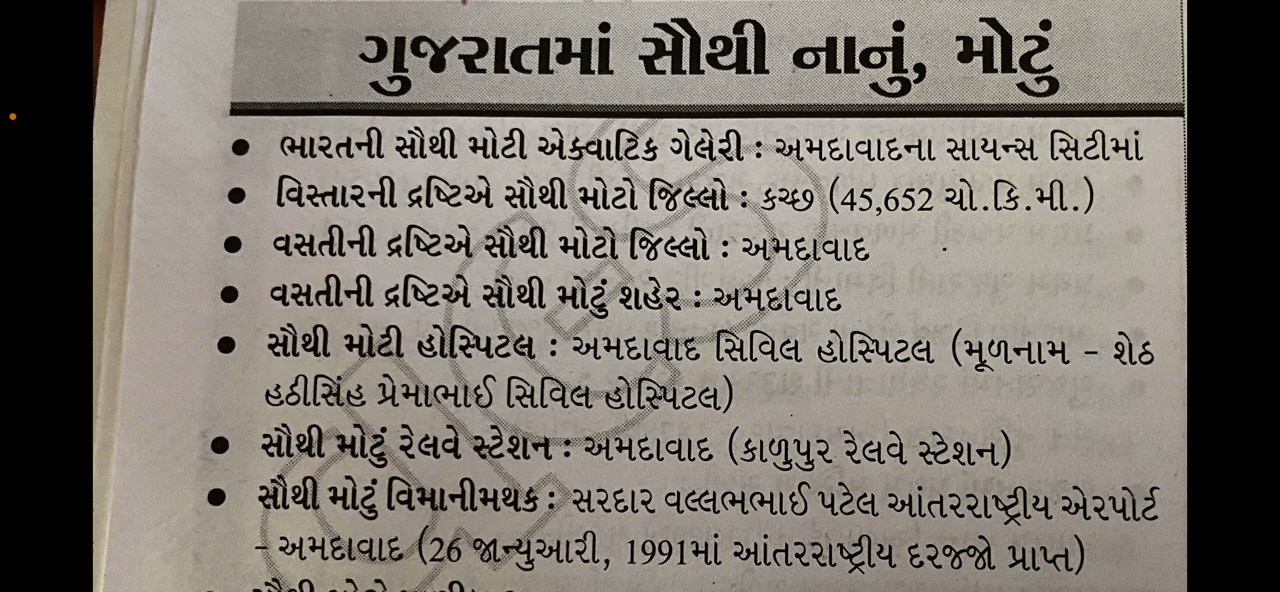 ગુજરાતમાં સૌથી નાનું, મોટું
● ભારતની સૌથી મોટી એક્વાટિક ગેલેરી : અમદાવાદના સાયન્સ સિટીમાં
● વિસ્તારની દ્રષ્ટિએ સૌથી મોટો જિલ્લો : કચ્છ (45,652 ચો.કિ.મી.)
● વસતીની દ્રષ્ટિએ સૌથી મોટો જિલ્લો : અમદાવાદ
● વસતીની દ્રષ્ટિએ સૌથી મોટું શહેર : અમદાવાદ
● સૌથી મોટી હોસ્પિટલ : અમદાવાદ સિવિલ હોસ્પિટલ (મૂળનામ - શેઠ
હઠીસિંહ પ્રેમાભાઈ સિવિલ હોસ્પિટલ)
● સૌથી મોટું રેલવે સ્ટેશન : અમદાવાદ (કાળુપુર રેલવે સ્ટેશન)
● સૌથી મોટું વિમાનીમથક : સરદાર વલ્લભભાઈ પટેલ આંતરરાષ્ટ્રીય એરપોર્ટ
- અમદાવાદ (26 જાન્યુઆરી, 1991માં આંતરરાષ્ટ્રીય દરજ્જો પ્રાપ્ત)